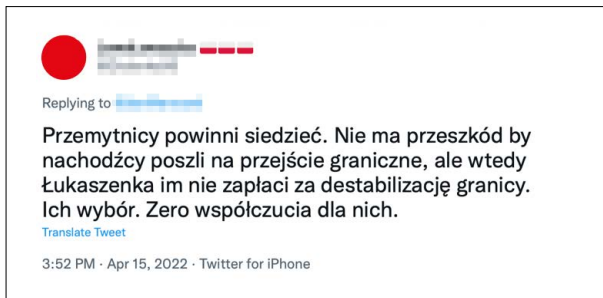 Replying to
Przemytnicy powinni siedzieć. Nie ma przeszkód by
nachodźcy poszli na przejście graniczne, ale wtedy
Łukaszenka im nie zapłaci za destabilizację granicy.
Ich wybór. Zero współczucia dla nich.
Translate Tweet
3:52 PM · Apr 15, 2022 · Twitter for iPhone